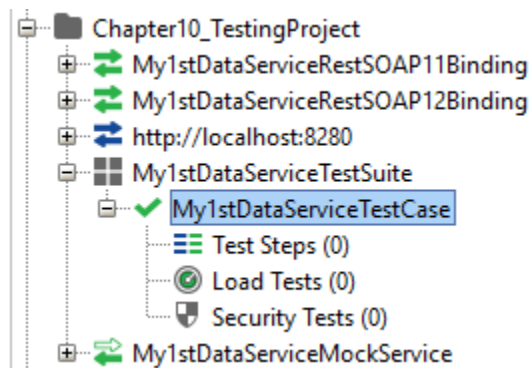 Chapter10_TestingProject
My1stDataServiceRestSOAP11Binding
My1stDataServiceRestSOAP12Binding
http://localhost:8280
My1stDataServiceTestSuite
My1stDataServiceTestCase
Test Steps (0)
Load Tests (0)
Security Tests (0)
My1stDataServiceMockService